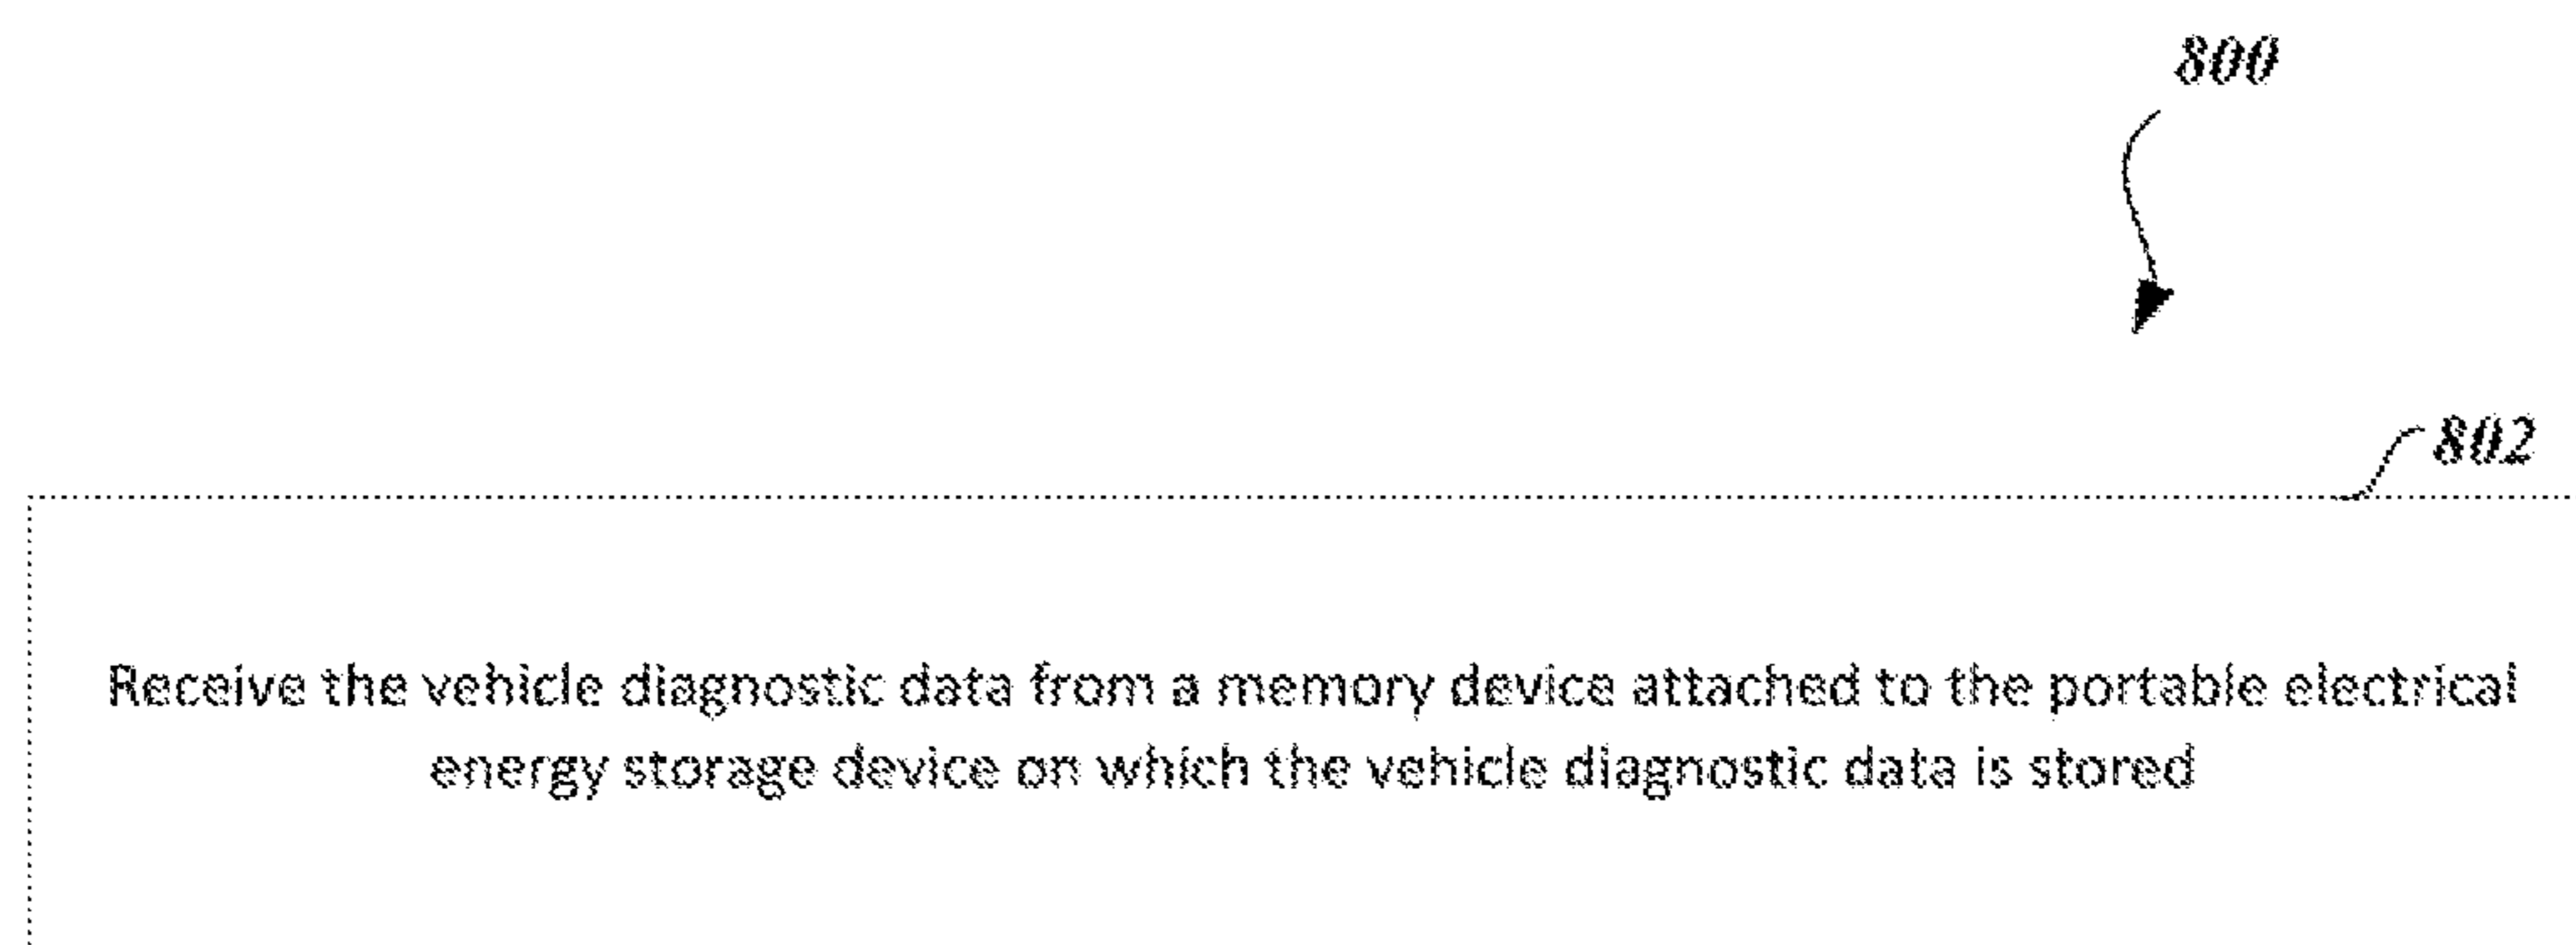 800
802
Receive the vehicle diagnostic data from a memory device attached to the portable electrical
energy storage device on which the vehicle diagnostic data is stored